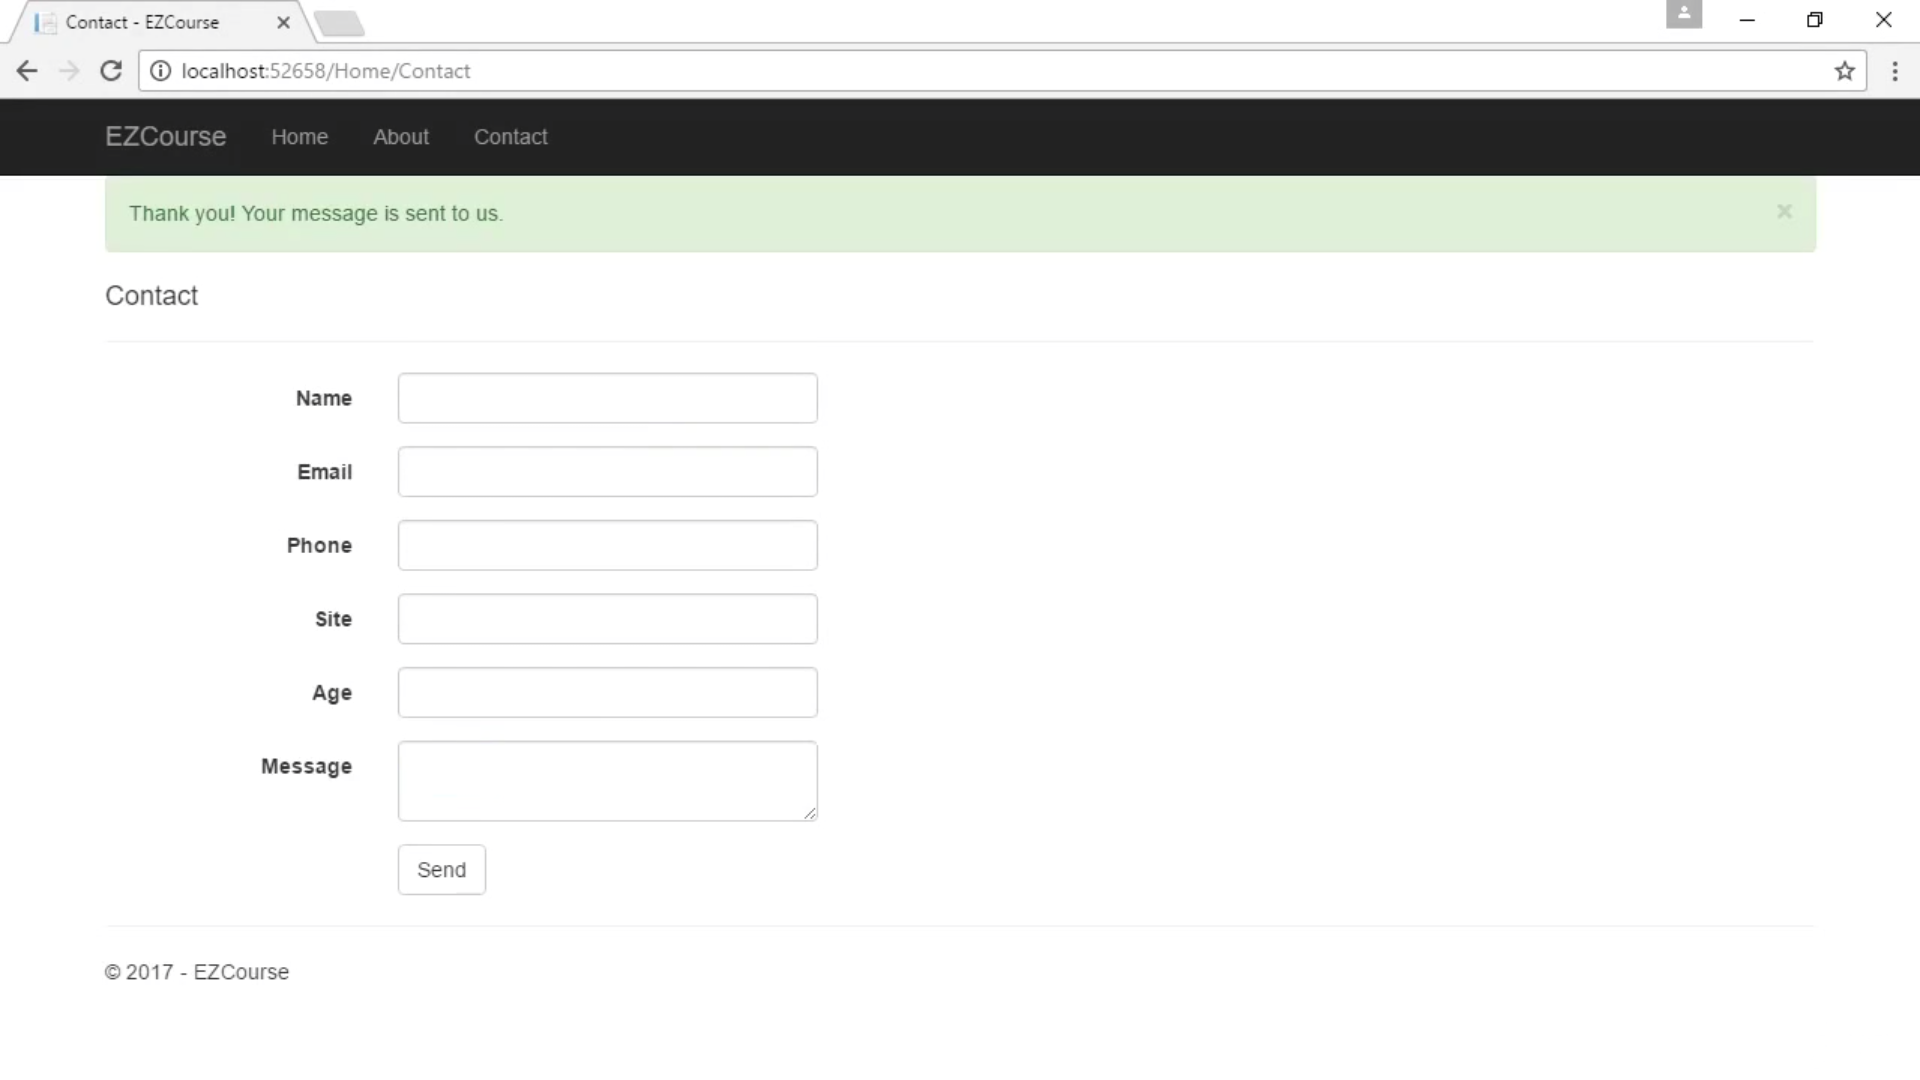 Contact - EZCourse
localhost:52658/Home/Contact
EZCourse Home About Contact
Thank you! Your message is sent to us.
Contact
Name
Email
Phone
Site
Age
Message
Send
© 2017 - EZCourse